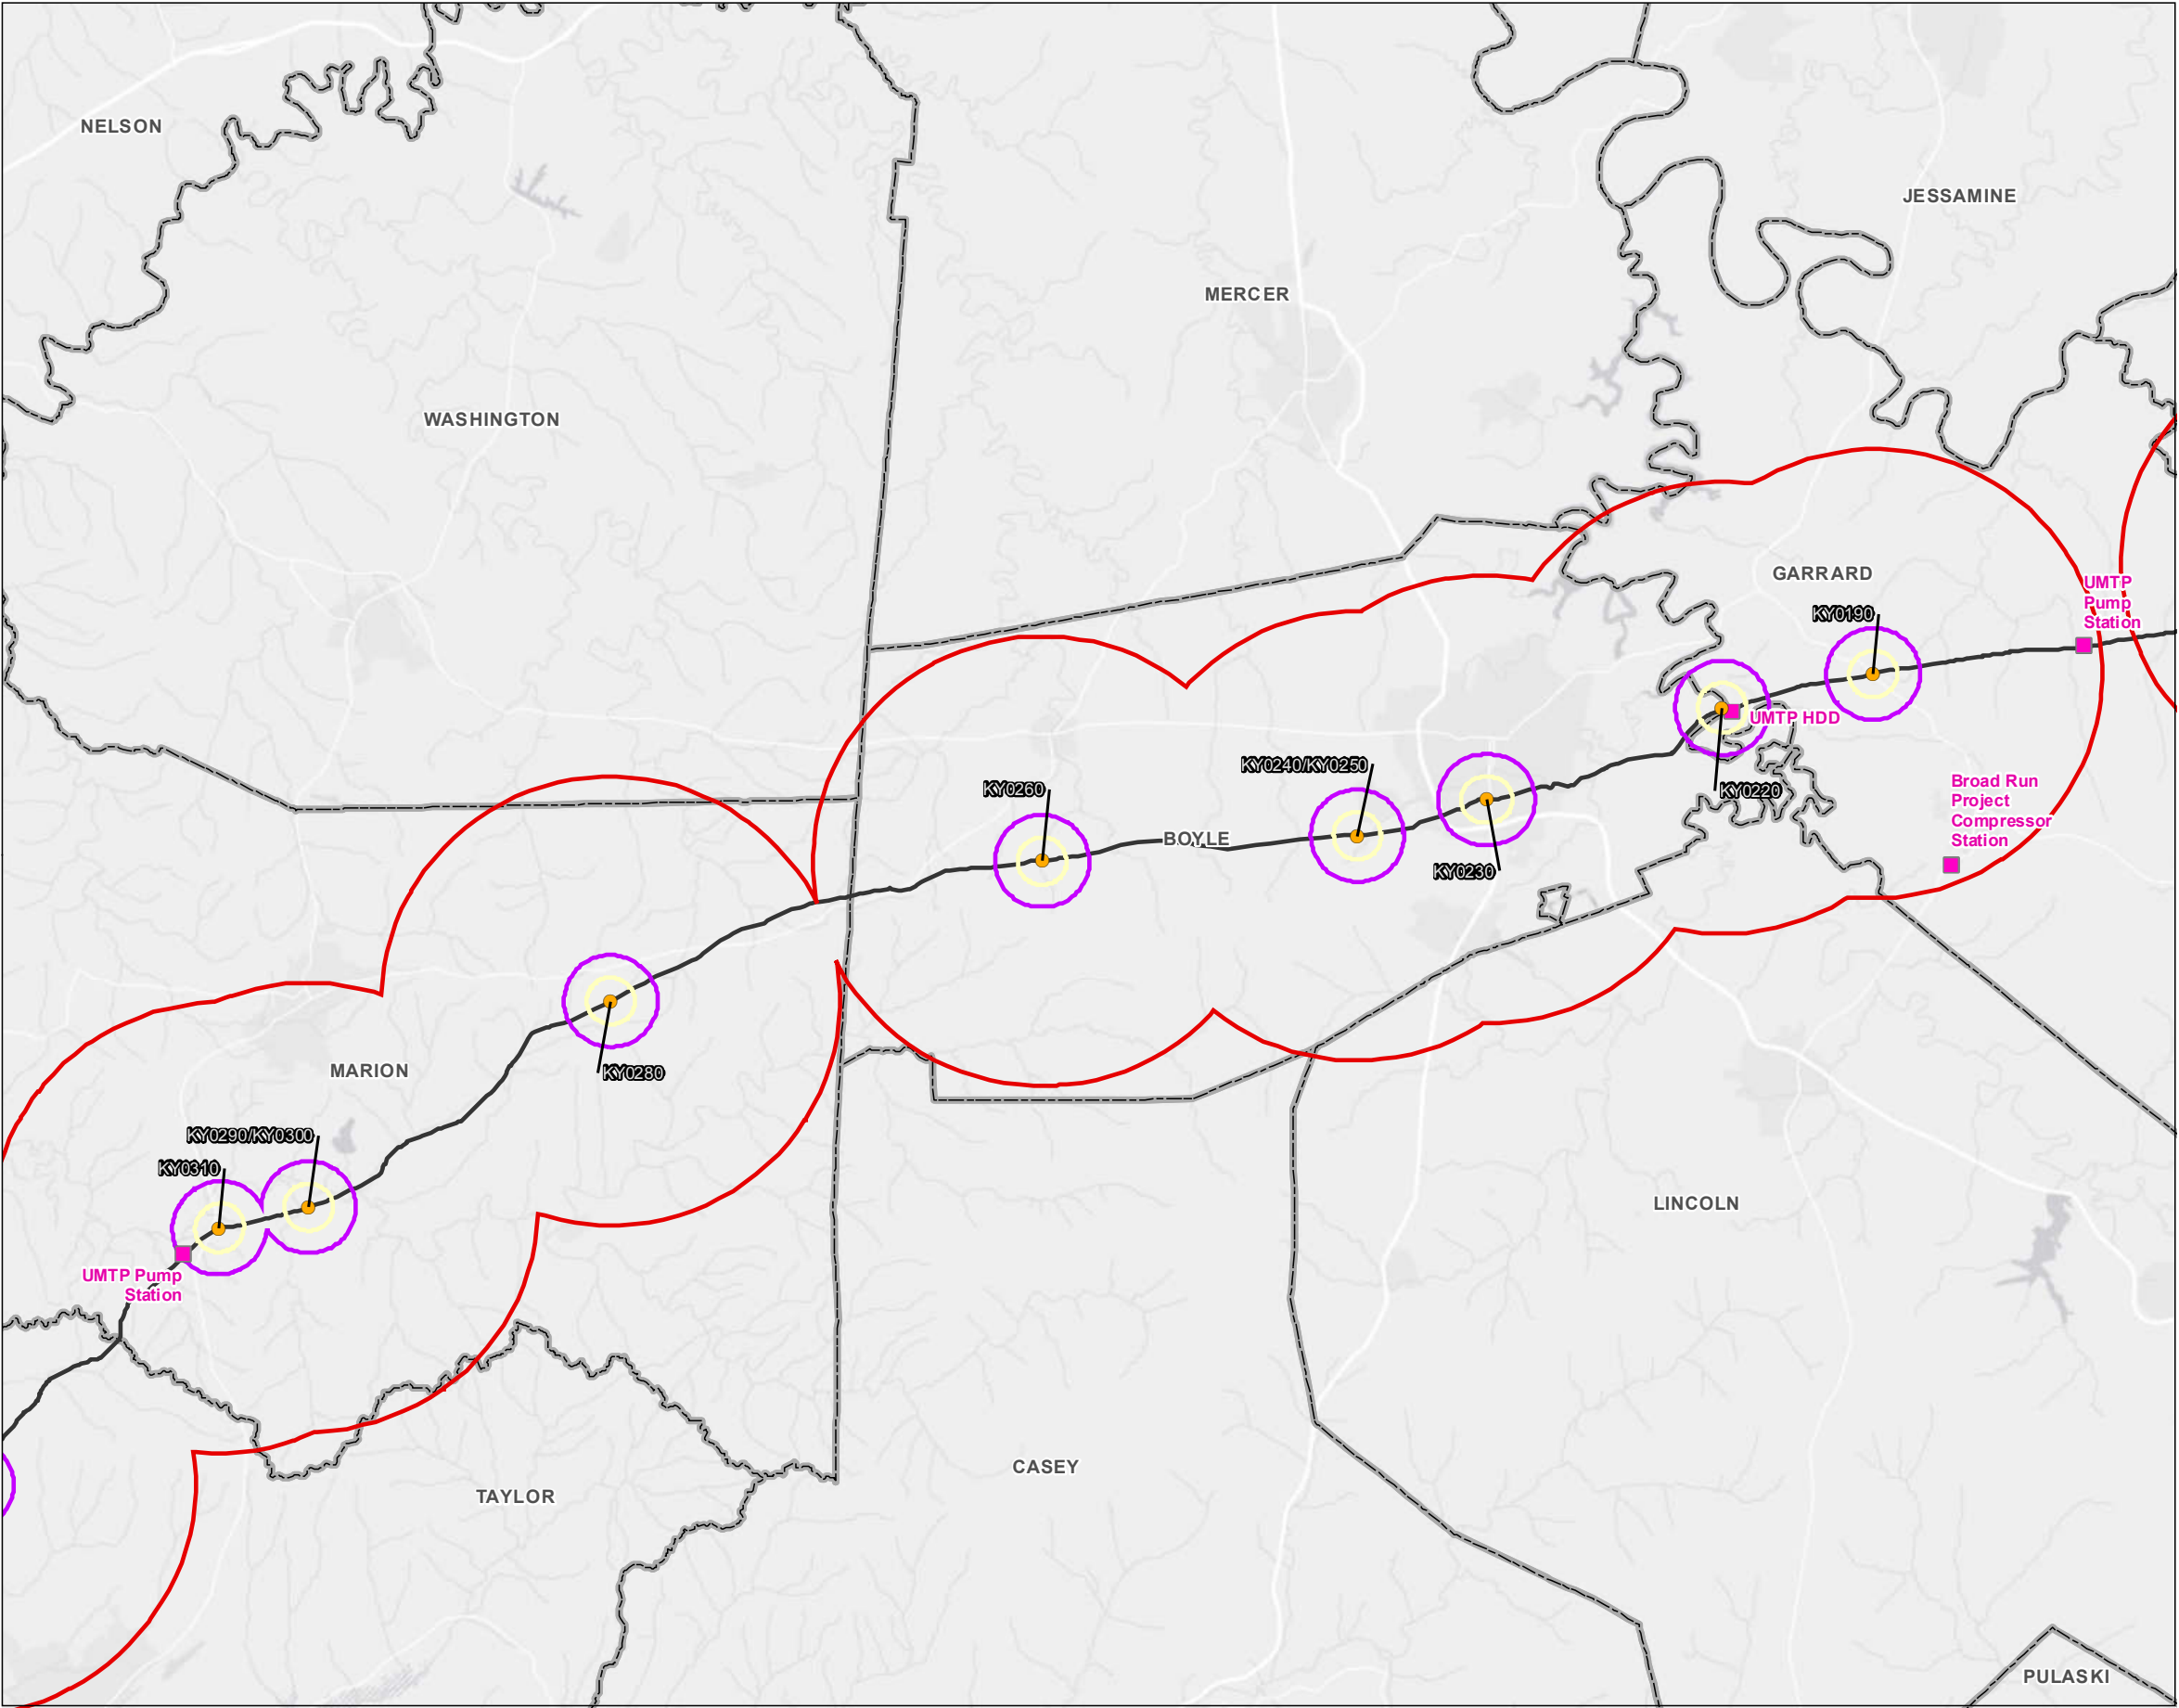 NELSON
JESSAMINE
MERCER
WASHINGTON
GARRARD
UMTP
Pump
Station
KY0190
UMTP HDD
KY0240/KY0250
KY0260
KY0220
Broad Run
Project
Compressor
Station
BOYLE
KY0230
MARION
KY0280
KY0290/KY0300
KY0310
LINCOLN
UMTP Pump
Station
CASEY
TAYLOR
PULASKI